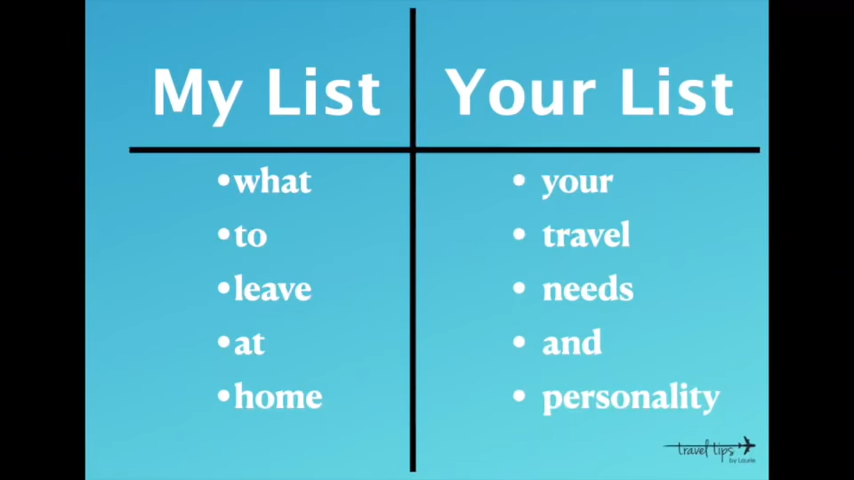 My List
Your List
•what
•to
•leave
•at
•home
• your
• travel
• needs
• and
• personality
travel tips
by Laurie